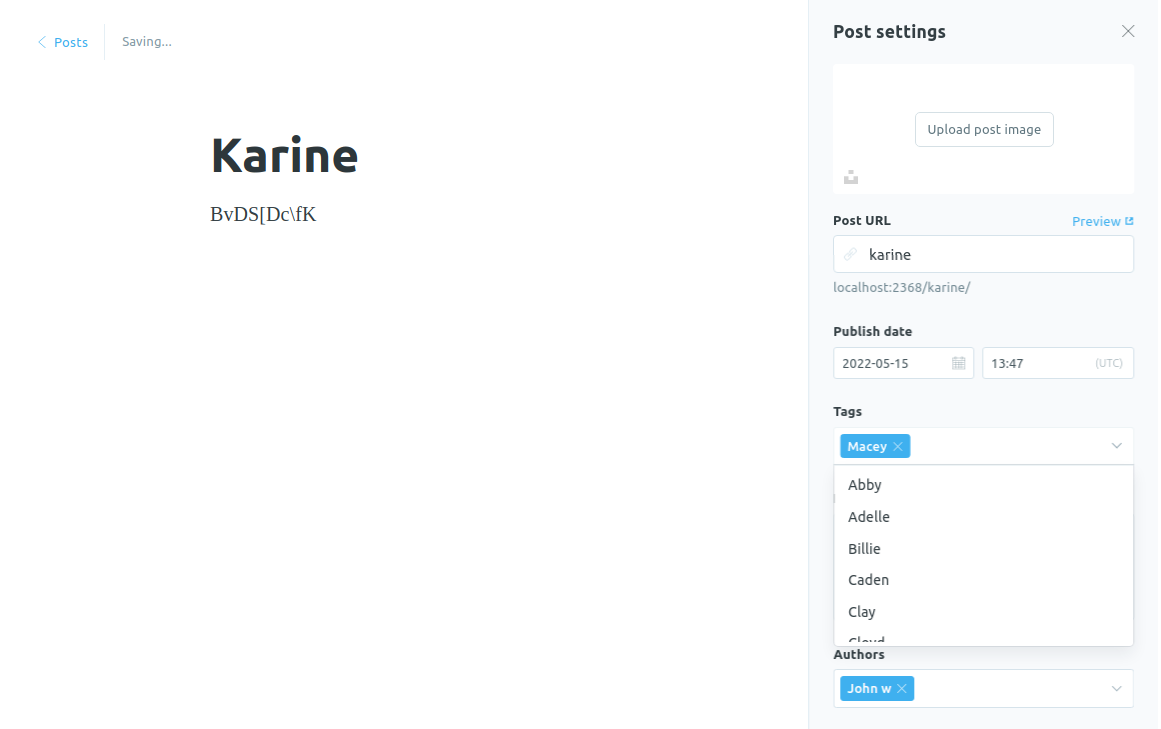 Posts
Saving...
Karine
BvDS[Dc\fK
Post settings
Upload post image
Post URL
Preview
karine
localhost:2368/karine/
Publish date
2022-05-15
13:47
(UTC)
Tags
Macey
Abby
Adelle
Billie
Caden
Clay
Cloyd
Authors
John w